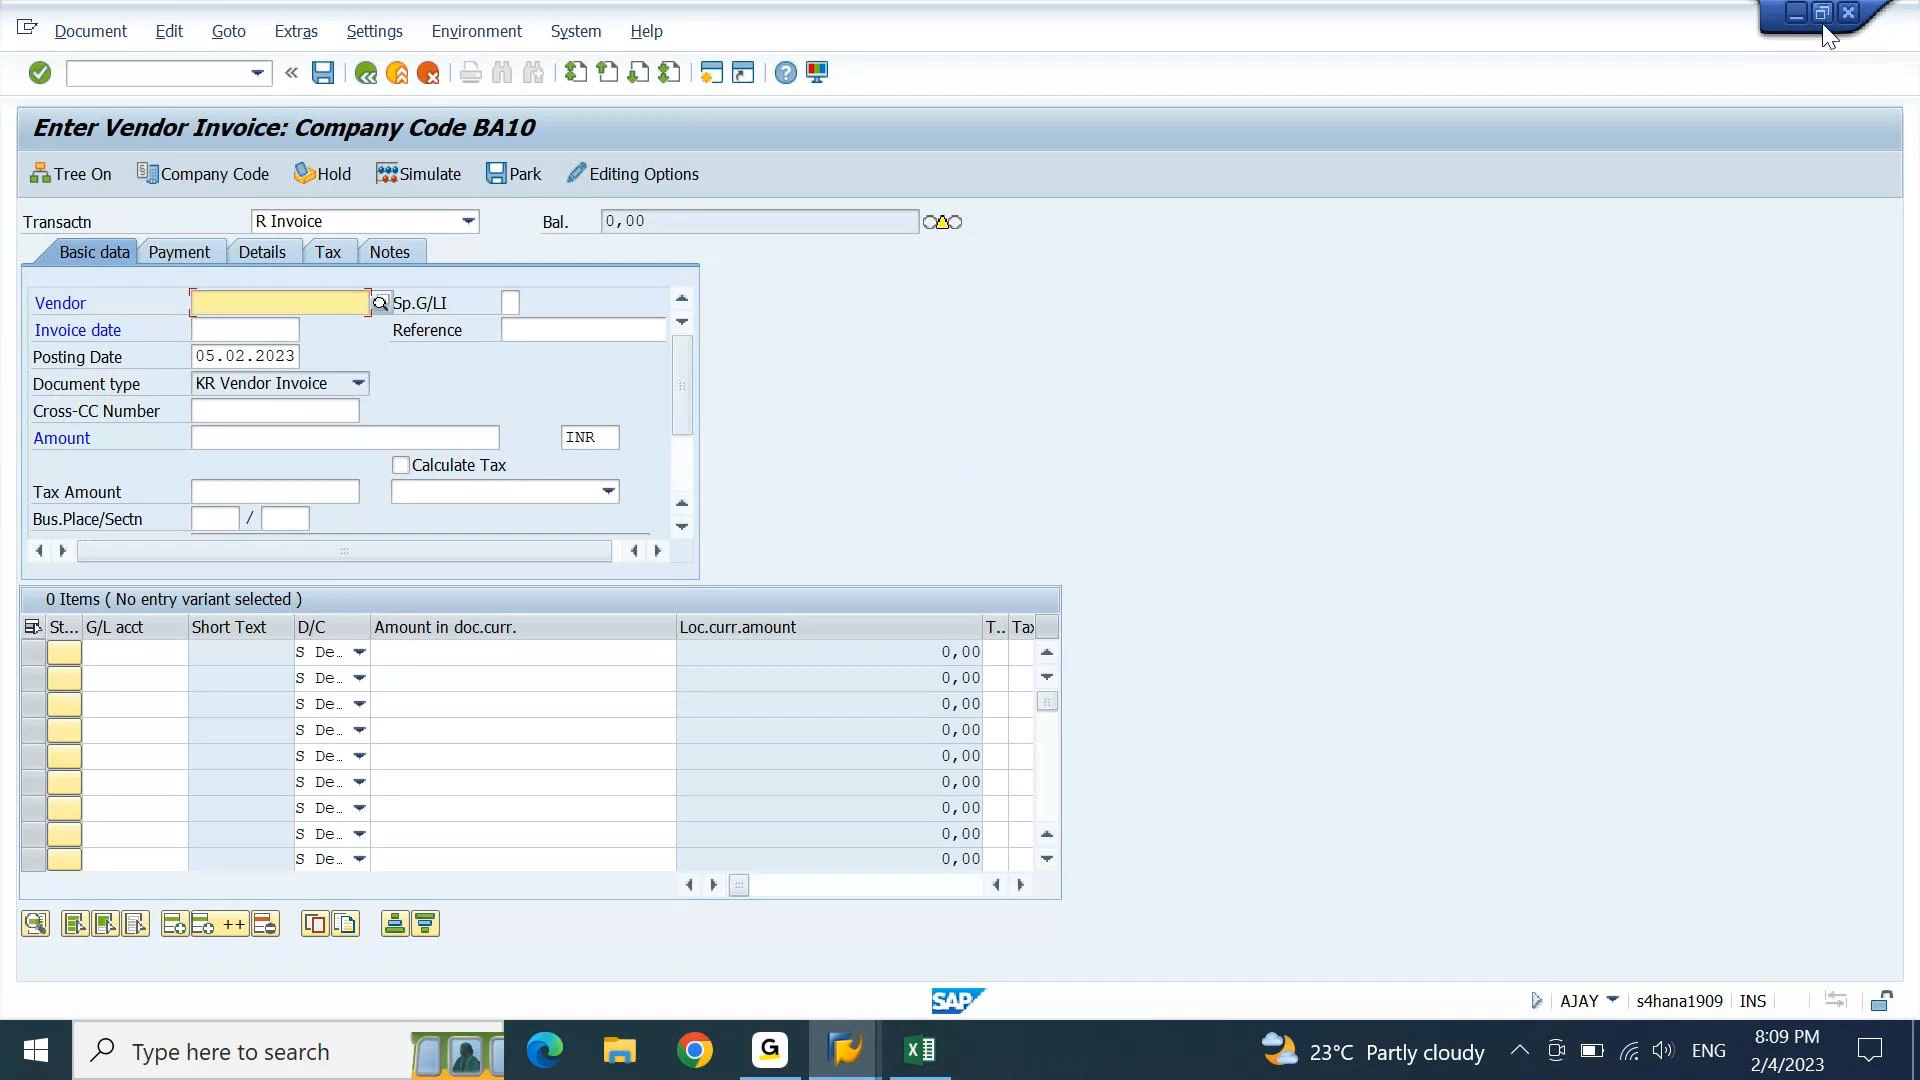 Document Edit Goto Extras Settings Environment System Help
Enter Vendor Invoice: Company Code BA10
Tree On Company Code Hold Simulate Park Editing Options
Transactn R Invoice Bal. 0,00
Basic data Payment Details Tax Notes
Vendor Sp.G/LI
Invoice date Reference
Posting Date 05.02.2023
Document type KR Vendor Invoice
Cross-CC Number
Amount INR
Calculate Tax
Tax Amount
Bus.Place/Sectn /
0 Items ( No entry variant selected )
St... G/L acct Short Text D/C Amount in doc.curr. Loc.curr.amount T.. Tax
S De… 0,00
S De… 0,00
S De… 0,00
S De… 0,00
S De… 0,00
S De… 0,00
S De… 0,00
S De… 0,00
S De… 0,00
++
SAP AJAY s4hana1909 INS
Type here to search 23°C Partly cloudy ENG 8:09 PM
2/4/2023